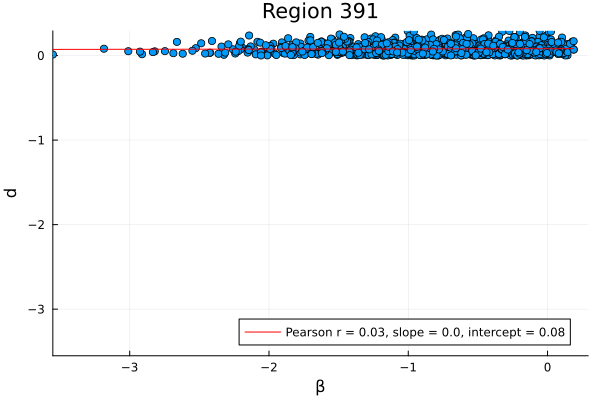 Region 391
d
0
−1
−2
−3
Pearson r = 0.03, slope = 0.0, intercept = 0.08
−3
−2
−1
0
β